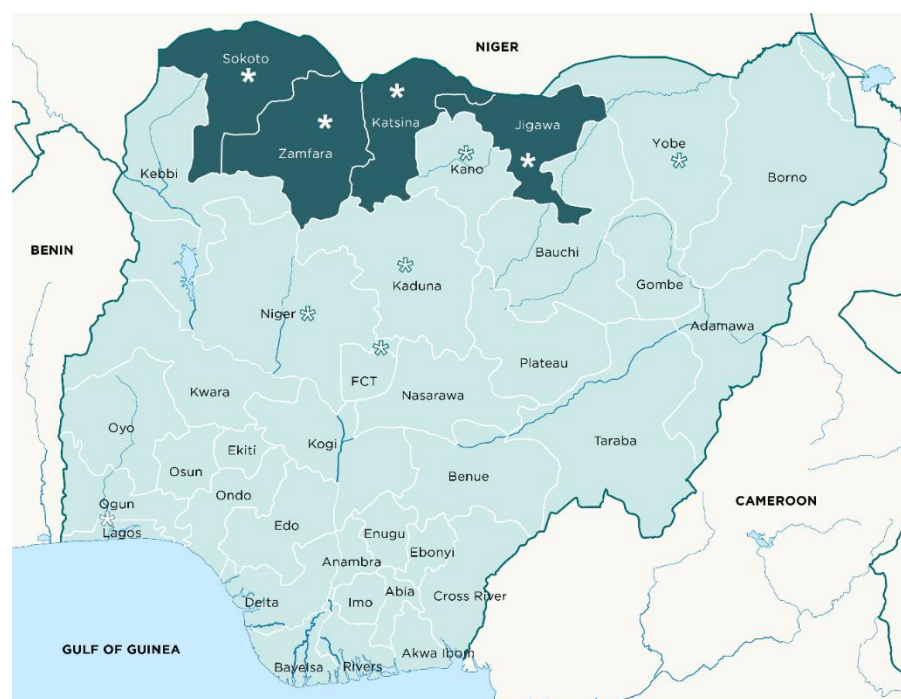 NIGER
Sokoto
*
*
Katsina
*
Jigawa
Zamfara
*
Kano
*
Yobe
*
Kebbi
Borno
BENIN
Bauchi
Kaduna
*
Gombe
Niger
*
Adamawa
*
FCT
Plateau
Kwara
Nasarawa
Oyo
Kogi
Taraba
Ekiti
Osun
Benue
Ondo
CAMEROON
Ogun
*
Edo
Lagos
Enugu
Ebonyi
Anambra
Abia
Delta
Imo
Cross River
GULF OF GUINEA
Akwa Ibom
Bayelsa
Rivers